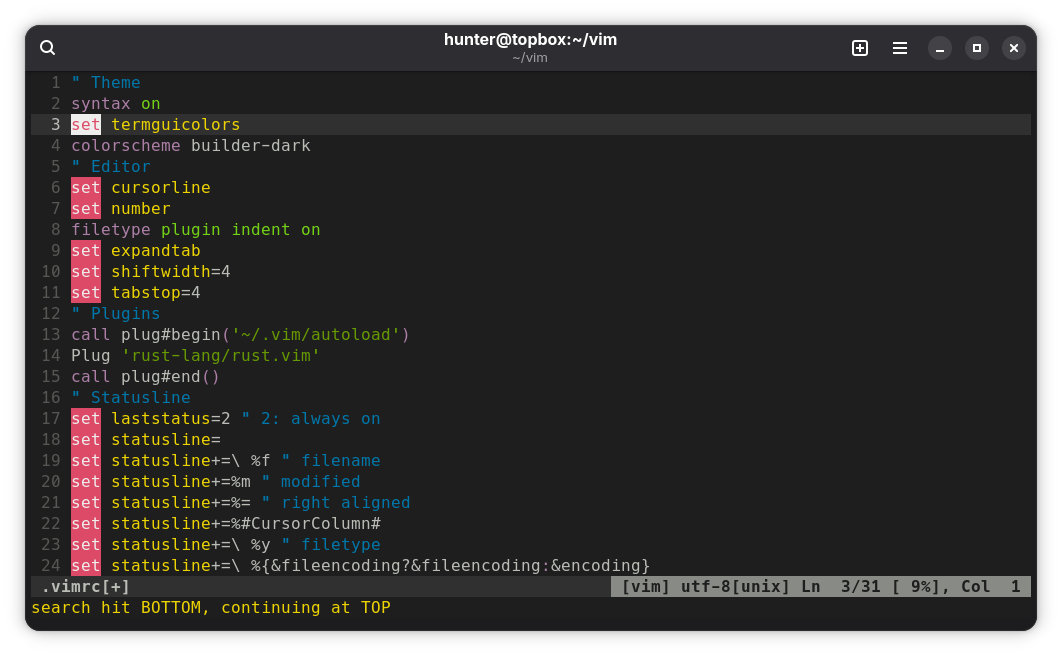 hunter@topbox:~/vim
~/vim
1 " Theme
2 syntax on
3 set termguicolors
4 colorscheme builder-dark
5 " Editor
6 set cursorline
7 set number
8 filetype plugin indent on
9 set expandtab
10 set shiftwidth=4
11 set tabstop=4
12 " Plugins
13 call plug#begin('~/.vim/autoload')
14 Plug 'rust-lang/rust.vim'
15 call plug#end()
16 " Statusline
17 set laststatus=2 " 2: always on
18 set statusline=
19 set statusline+=\ %f " filename
20 set statusline+=%m " modified
21 set statusline+=%= " right aligned
22 set statusline+=%#CursorColumn#
23 set statusline+=\ %y " filetype
24 set statusline+=\ %{&fileencoding?&fileencoding:&encoding}
.vimrc[+] [vim] utf-8[unix] Ln 3/31 [ 9%], Col 1
search hit BOTTOM, continuing at TOP